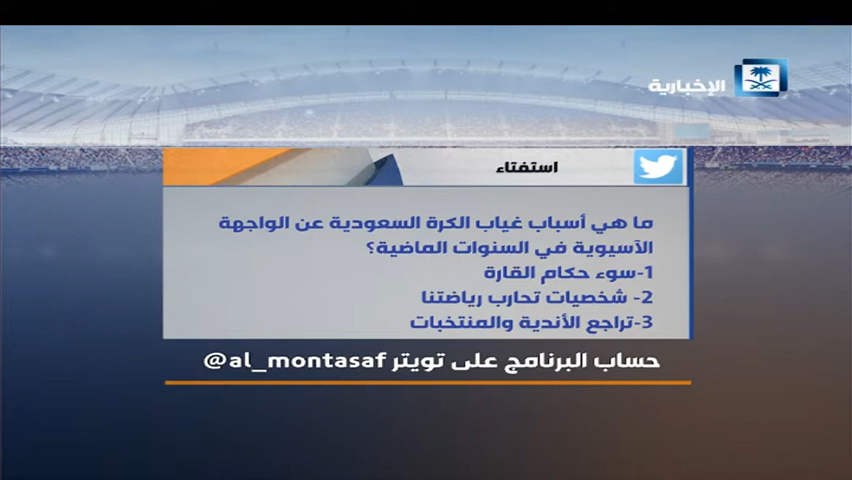 الإخبارية
استفتاء
ما هي أسباب غياب الكرة السعودية عن الواجهة
الآسيوية في السنوات الماضية؟
1-سوء حكام القارة
2- شخصيات تحارب رياضتنا
3-تراجع الأندية والمنتخبات
حساب البرنامج على تويتر @al_montasaf